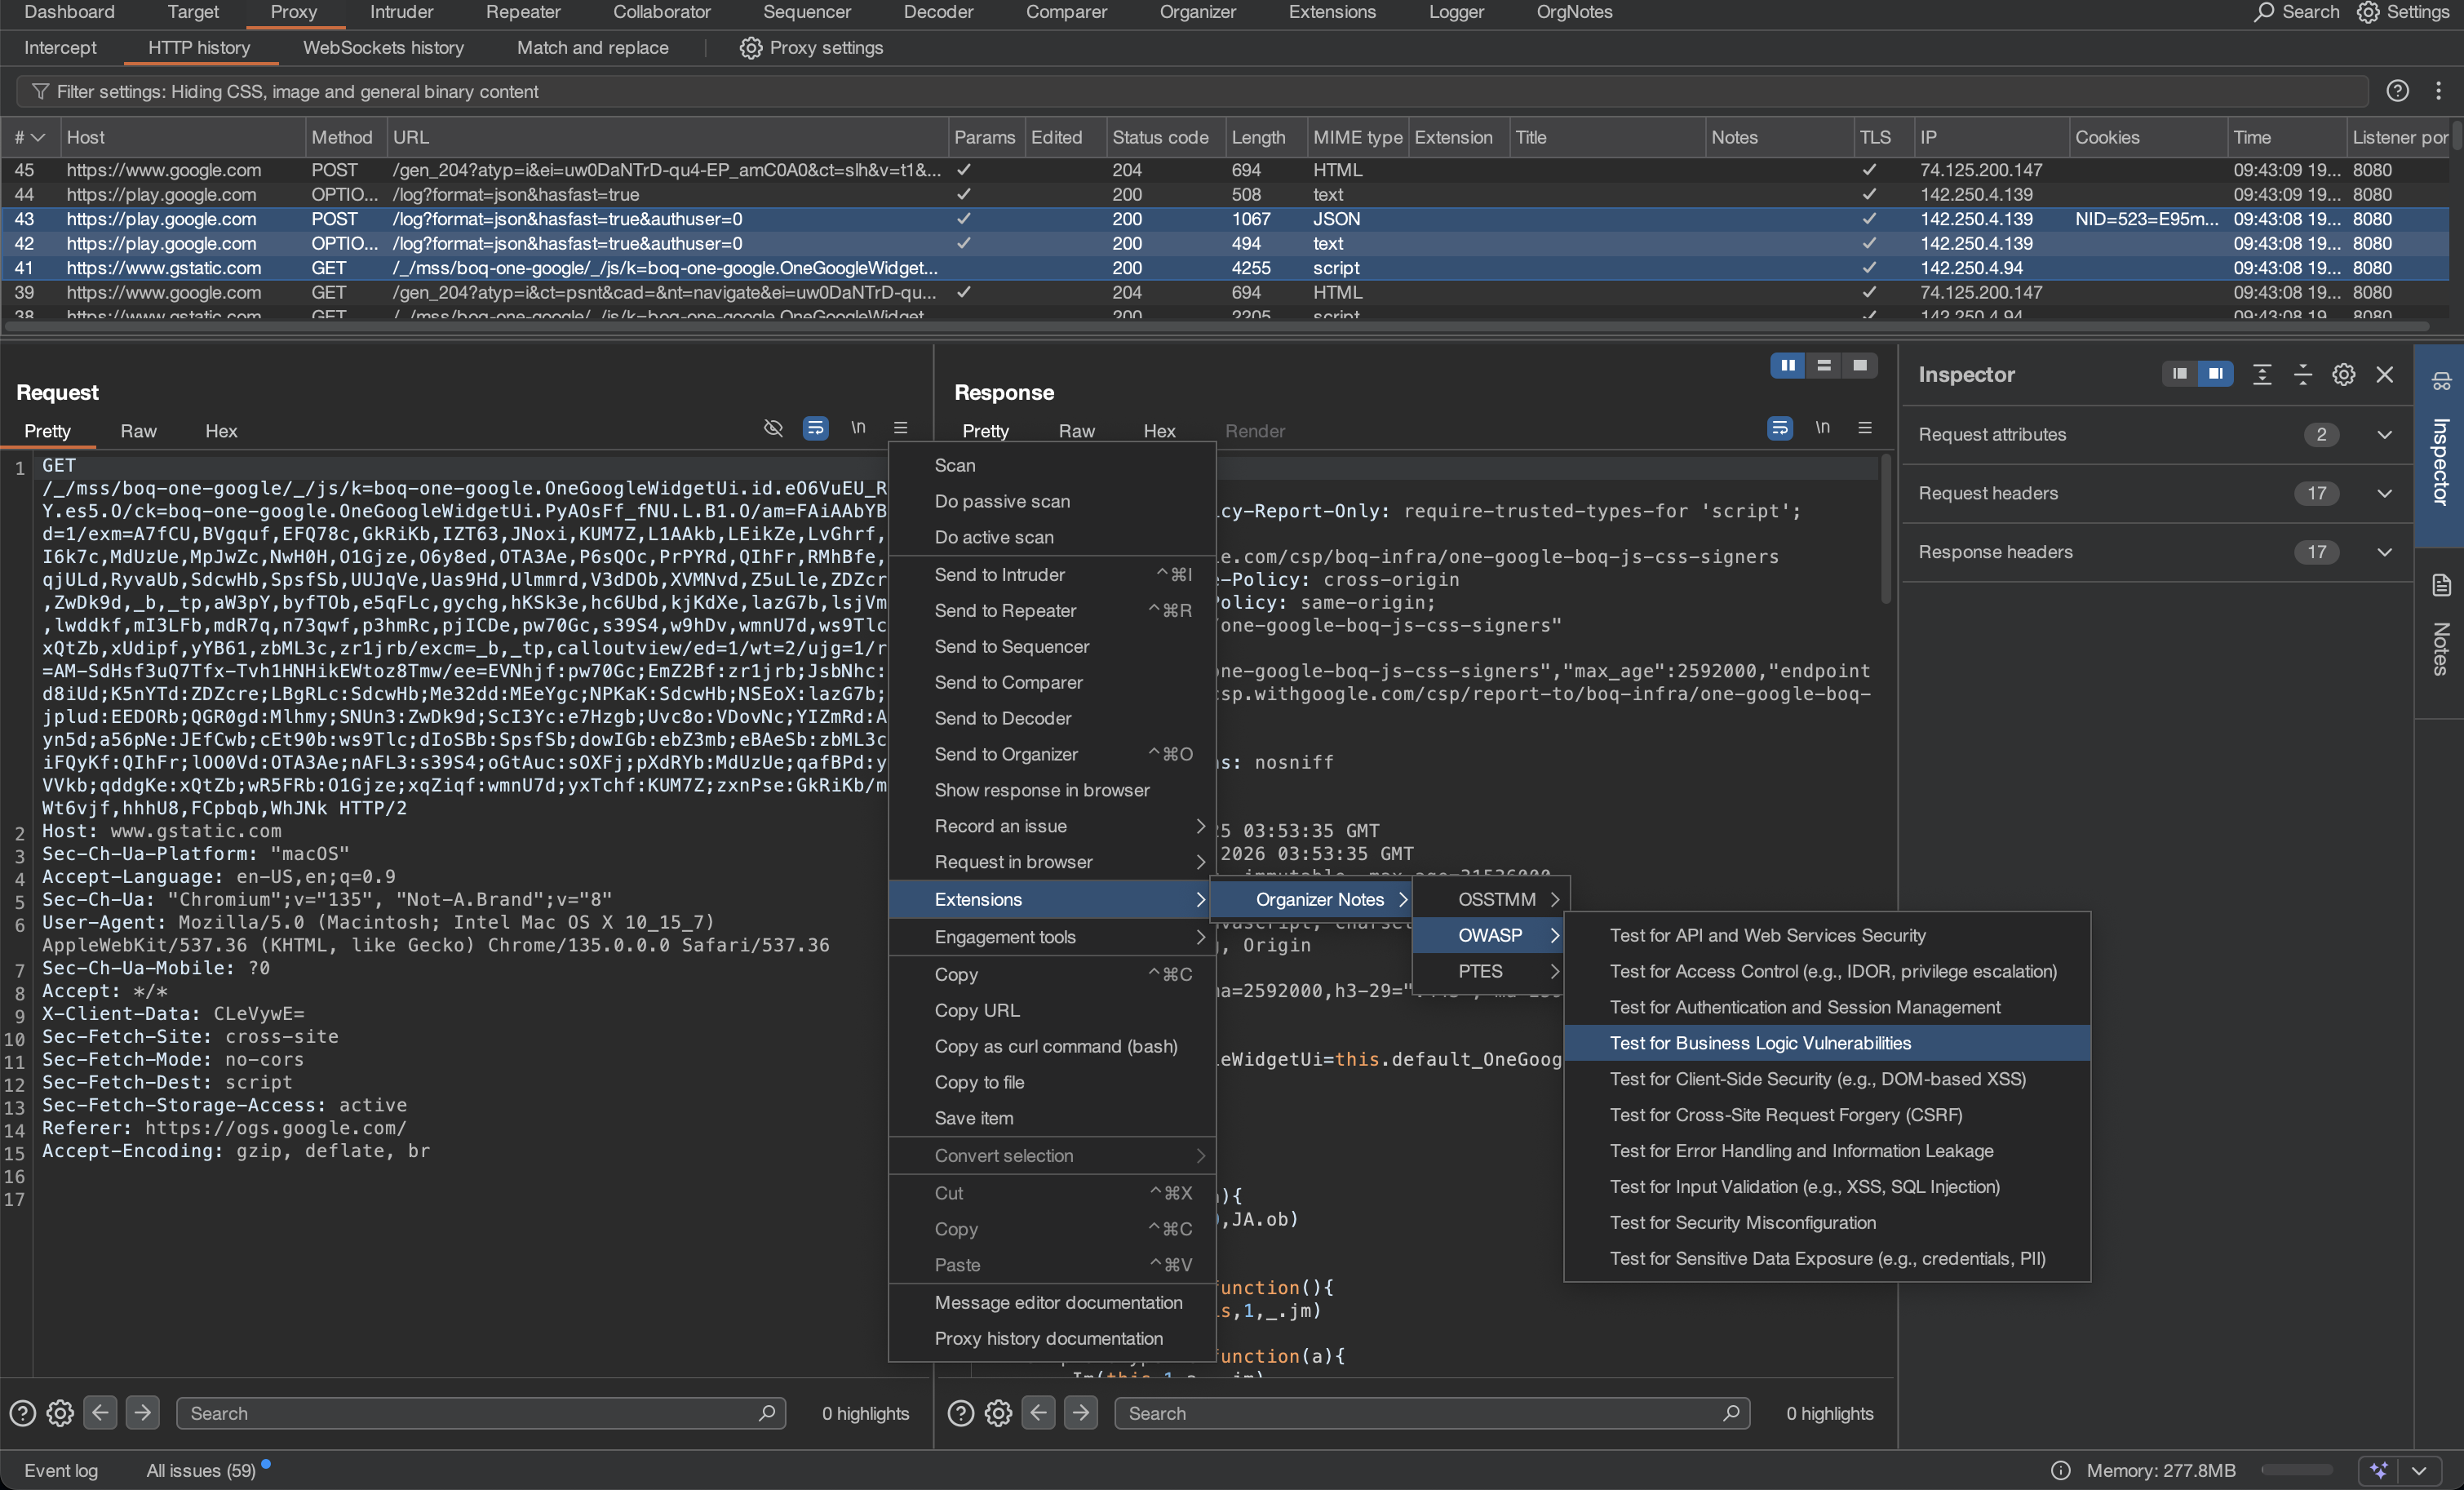 Dashboard Target Proxy Intruder Repeater Collaborator Sequencer Decoder Comparer Organizer Extensions Logger OrgNotes Search Settings
Intercept HTTP history WebSockets history Match and replace Proxy settings
Filter settings: Hiding CSS, image and general binary content
# Host Method URL Params Edited Status code Length MIME type Extension Title Notes TLS IP Cookies Time Listener por
45 https://www.google.com POST /gen_204?atyp=i&ei=uw0DaNTrD-qu4-EP_amC0A0&ct=slh&v=t1&... ✓ 204 694 HTML ✓ 74.125.200.147 09:43:09 19... 8080
44 https://play.google.com OPTIO... /log?format=json&hasfast=true ✓ 200 508 text ✓ 142.250.4.139 09:43:09 19... 8080
43 https://play.google.com POST /log?format=json&hasfast=true&authuser=0 ✓ 200 1067 JSON ✓ 142.250.4.139 NID=523=E95m... 09:43:08 19... 8080
42 https://play.google.com OPTIO... /log?format=json&hasfast=true&authuser=0 ✓ 200 494 text ✓ 142.250.4.139 09:43:08 19... 8080
41 https://www.gstatic.com GET /_/mss/boq-one-google/_/js/k=boq-one-google.OneGoogleWidget... 200 4255 script ✓ 142.250.4.94 09:43:08 19... 8080
39 https://www.google.com GET /gen_204?atyp=i&ct=psnt&cad=&nt=navigate&ei=uw0DaNTrD-qu... ✓ 204 694 HTML ✓ 74.125.200.147 09:43:08 19... 8080
38 https://www.gstatic.com GET /_/mss/boq-one-google/_/js/k=boq-one-google.OneGoogleWidget 200 2205 script ✓ 142.250.4.94 09:43:08 19 8080
Request
Pretty Raw Hex \n
1 GET
/_/mss/boq-one-google/_/js/k=boq-one-google.OneGoogleWidgetUi.id.eO6VuEU_R
Y.es5.O/ck=boq-one-google.OneGoogleWidgetUi.PyAOsFf_fNU.L.B1.O/am=FAiAAbYB
d=1/exm=A7fCU,BVgquf,EFQ78c,GkRiKb,IZT63,JNoxi,KUM7Z,L1AAkb,LEikZe,LvGhrf,
I6k7c,MdUzUe,MpJwZc,NwH0H,O1Gjze,O6y8ed,OTA3Ae,P6sQOc,PrPYRd,QIhFr,RMhBfe,
qjULd,RyvaUb,SdcwHb,SpsfSb,UUJqVe,Uas9Hd,Ulmmrd,V3dDOb,XVMNvd,Z5uLle,ZDZcr
,ZwDk9d,_b,_tp,aW3pY,byfTOb,e5qFLc,gychg,hKSk3e,hc6Ubd,kjKdXe,lazG7b,lsjVm
,lwddkf,mI3LFb,mdR7q,n73qwf,p3hmRc,pjICDe,pw70Gc,s39S4,w9hDv,wmnU7d,ws9Tlc
xQtZb,xUdipf,yYB61,zbML3c,zr1jrb/excm=_b,_tp,calloutview/ed=1/wt=2/ujg=1/r
=AM-SdHsf3uQ7Tfx-Tvh1HNHikEWtoz8Tmw/ee=EVNhjf:pw70Gc;EmZ2Bf:zr1jrb;JsbNhc:
d8iUd;K5nYTd:ZDZcre;LBgRLc:SdcwHb;Me32dd:MEeYgc;NPKaK:SdcwHb;NSEoX:lazG7b;
jplud:EEDORb;QGR0gd:Mlhmy;SNUn3:ZwDk9d;ScI3Yc:e7Hzgb;Uvc8o:VDovNc;YIZmRd:A
yn5d;a56pNe:JEfCwb;cEt90b:ws9Tlc;dIoSBb:SpsfSb;dowIGb:ebZ3mb;eBAeSb:zbML3c
iFQyKf:QIhFr;lOO0Vd:OTA3Ae;nAFL3:s39S4;oGtAuc:sOXFj;pXdRYb:MdUzUe;qafBPd:y
VVkb;qddgKe:xQtZb;wR5FRb:O1Gjze;xqZiqf:wmnU7d;yxTchf:KUM7Z;zxnPse:GkRiKb/m
Wt6vjf,hhhU8,FCpbqb,WhJNk HTTP/2
2 Host: www.gstatic.com
3 Sec-Ch-Ua-Platform: "macOS"
4 Accept-Language: en-US,en;q=0.9
5 Sec-Ch-Ua: "Chromium";v="135", "Not-A.Brand";v="8"
6 User-Agent: Mozilla/5.0 (Macintosh; Intel Mac OS X 10_15_7)
AppleWebKit/537.36 (KHTML, like Gecko) Chrome/135.0.0.0 Safari/537.36
7 Sec-Ch-Ua-Mobile: ?0
8 Accept: */*
9 X-Client-Data: CLeVywE=
10 Sec-Fetch-Site: cross-site
11 Sec-Fetch-Mode: no-cors
12 Sec-Fetch-Dest: script
13 Sec-Fetch-Storage-Access: active
14 Referer: https://ogs.google.com/
15 Accept-Encoding: gzip, deflate, br
16
17
Search 0 highlights
Scan
Do passive scan
Do active scan
Send to Intruder ^⌘I
Send to Repeater ^⌘R
Send to Sequencer
Send to Comparer
Send to Decoder
Send to Organizer ^⌘O
Show response in browser
Record an issue
Request in browser
Extensions
Engagement tools
Copy ^⌘C
Copy URL
Copy as curl command (bash)
Copy to file
Save item
Convert selection
Cut ^⌘X
Copy ^⌘C
Paste ^⌘V
Message editor documentation
Proxy history documentation
Organizer Notes
OSSTMM
OWASP
PTES
Test for API and Web Services Security
Test for Access Control (e.g., IDOR, privilege escalation)
Test for Authentication and Session Management
Test for Business Logic Vulnerabilities
Test for Client-Side Security (e.g., DOM-based XSS)
Test for Cross-Site Request Forgery (CSRF)
Test for Error Handling and Information Leakage
Test for Input Validation (e.g., XSS, SQL Injection)
Test for Security Misconfiguration
Test for Sensitive Data Exposure (e.g., credentials, PII)
Response
Pretty Raw Hex Render \n
cy-Report-Only: require-trusted-types-for 'script';
e.com/csp/boq-infra/one-google-boq-js-css-signers
e-Policy: cross-origin
Policy: same-origin;
one-google-boq-js-css-signers"
one-google-boq-js-css-signers","max_age":2592000,"endpoint
csp.withgoogle.com/csp/report-to/boq-infra/one-google-boq-
s: nosniff
25 03:53:35 GMT
2026 03:53:35 GMT
immutable, max-age=31536000
, Origin
ma=2592000,h3-29="
leWidgetUi=this.default_OneGoog
){
,JA.ob)
function(){
s,1,_.jm)
function(a){
Search 0 highlights
Inspector
Request attributes 2
Request headers 17
Response headers 17
Inspector
Notes
Event log All issues (59) Memory: 277.8MB